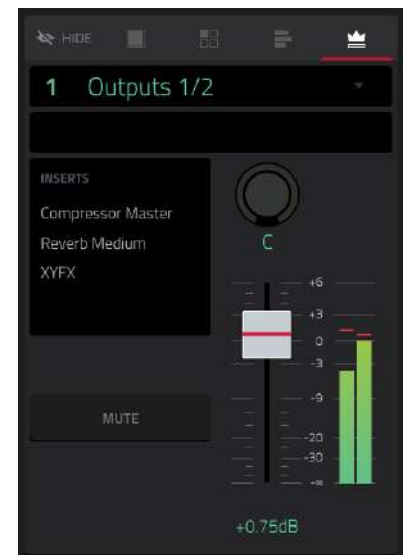 HIDE
1 Outputs 1/2
INSERTS
Compressor Master
Reverb Medium
XYFX
C
+6
+3
0
-3
-9
-20
-30
-∞
MUTE
+0.75dB